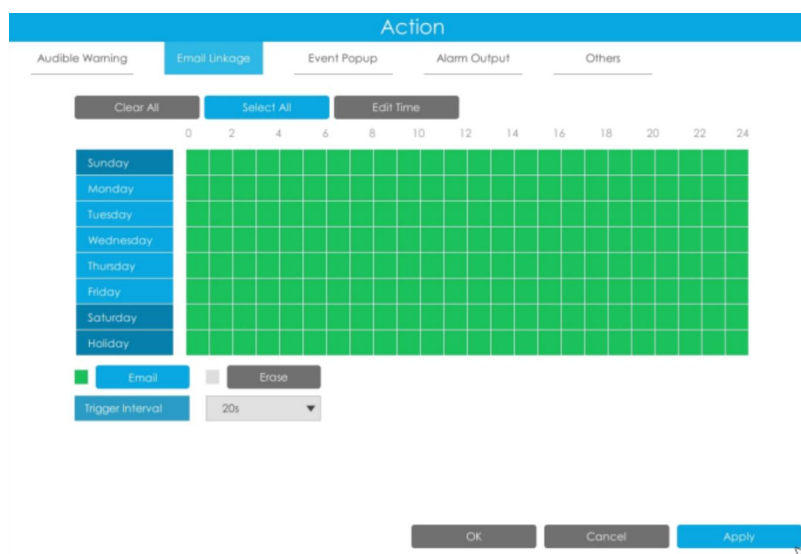 Action
Audible Warning Email Linkage Event Popup Alarm Output Others
Clear All Select All Edit Time
0 2 4 6 8 10 12 14 16 18 20 22 24
Sunday
Monday
Tuesday
Wednesday
Thursday
Friday
Saturday
Holiday
Email Erase
Trigger Interval 20s
OK Cancel Apply